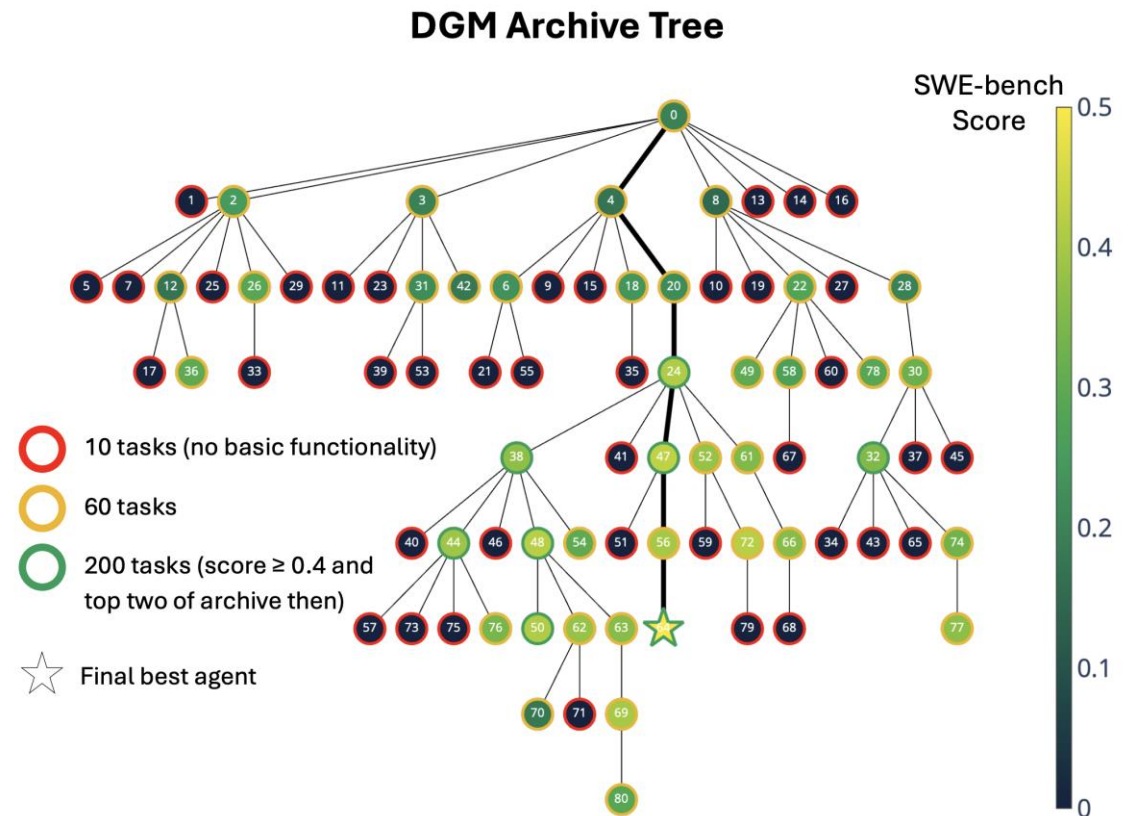 DGM Archive Tree
SWE-bench
Score
0.5
0.4
0.3
0.2
0.1
0
0
1 2 3 4 8 13 14 16
5 7 12 25 26 29 11 23 31 42 6 9 15 18 20 10 19 22 27 28
17 36 33 39 53 21 55 35 24 49 58 60 78 30
38 41 47 52 61 67 32 37 45
40 44 46 48 54 51 56 59 72 66 34 43 65 74
57 73 75 76 50 62 63 79 68 77
70 71 69
80
10 tasks (no basic functionality)
60 tasks
200 tasks (score ≥ 0.4 and
top two of archive then)
Final best agent